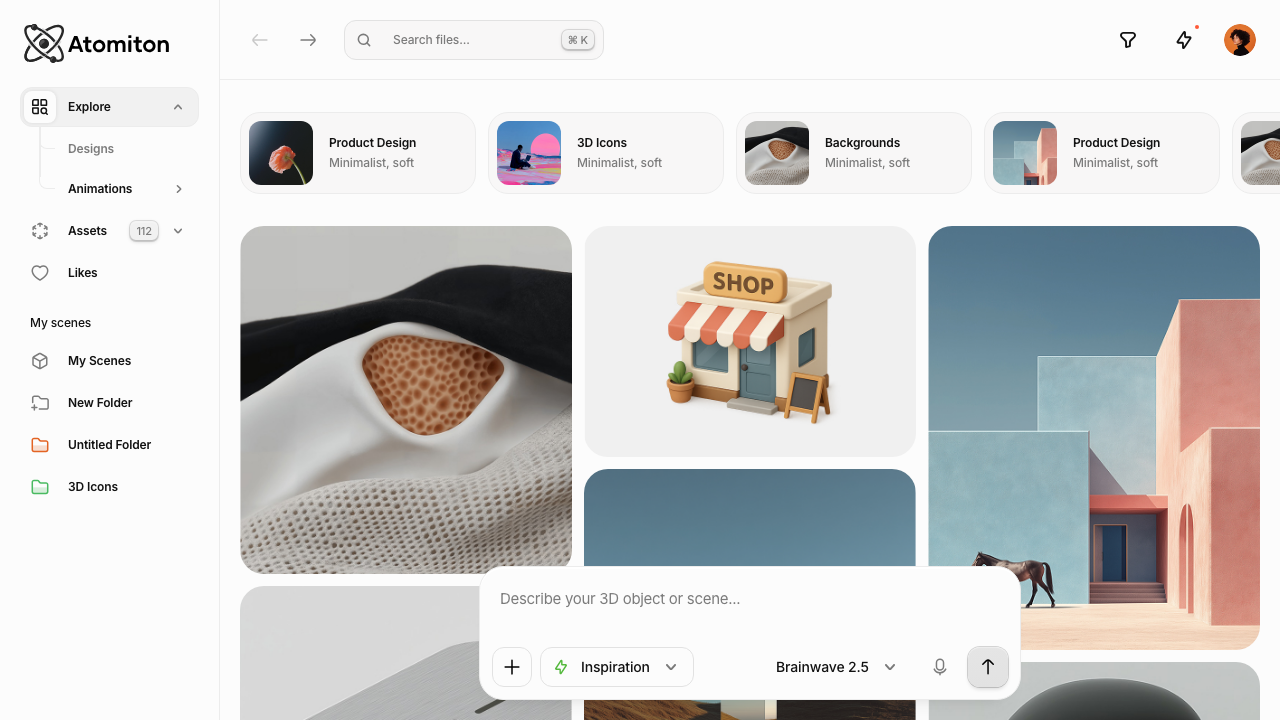 Atomiton
Search files...
⌘ K
Explore
Designs
Animations
Assets
112
Likes
My scenes
My Scenes
New Folder
Untitled Folder
3D Icons
Product Design
Minimalist, soft
3D Icons
Minimalist, soft
Backgrounds
Minimalist, soft
Product Design
Minimalist, soft
SHOP
Describe your 3D object or scene...
Inspiration
Brainwave 2.5